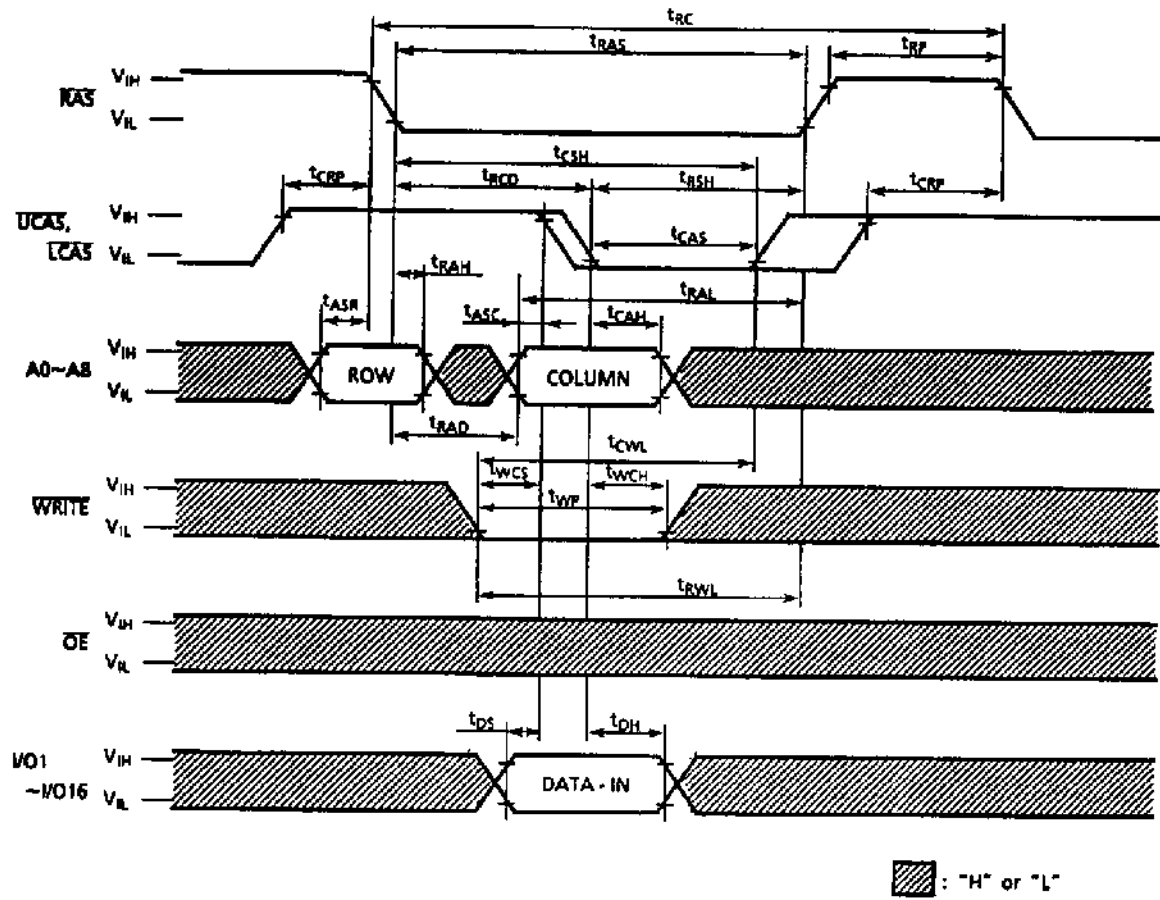 tRC
tRAS
tRP
VIH
RAS
VIL
tCSH
tCRP
tRCD
tRSH
tCRP
UCAS,
VIH
LCAS
VIL
tCAS
tRAH
tRAL
tASR
tASC
tCAH
VIH
A0~A8
VIL
ROW
COLUMN
tRAD
tCWL
tWCS
tWCH
VIH
WRITE
VIL
tWP
tRWL
VIH
OE
VIL
tDS
tDH
I/O1
VIH
~I/O16
VIL
DATA-IN
: "H" or "L"